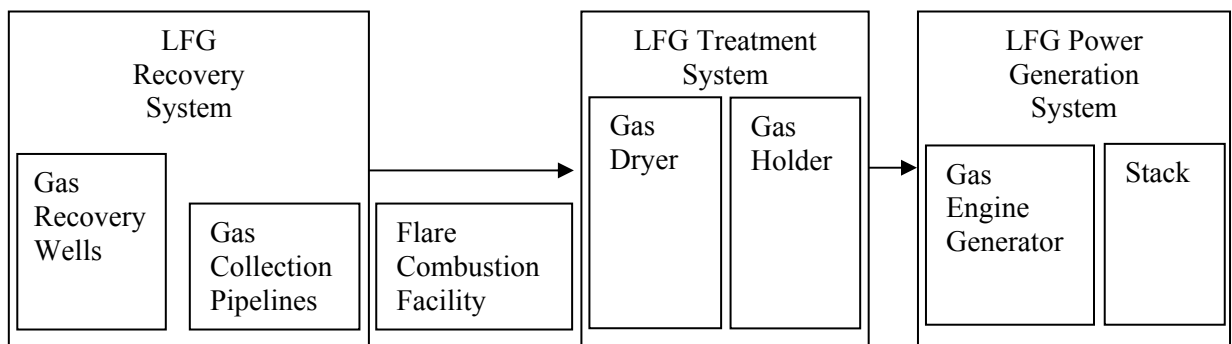 LFG
Recovery
System
Gas
Recovery
Wells
Gas
Collection
Pipelines
Flare
Combustion
Facility
LFG Treatment
System
Gas
Dryer
Gas
Holder
LFG Power
Generation
System
Gas
Engine
Generator
Stack